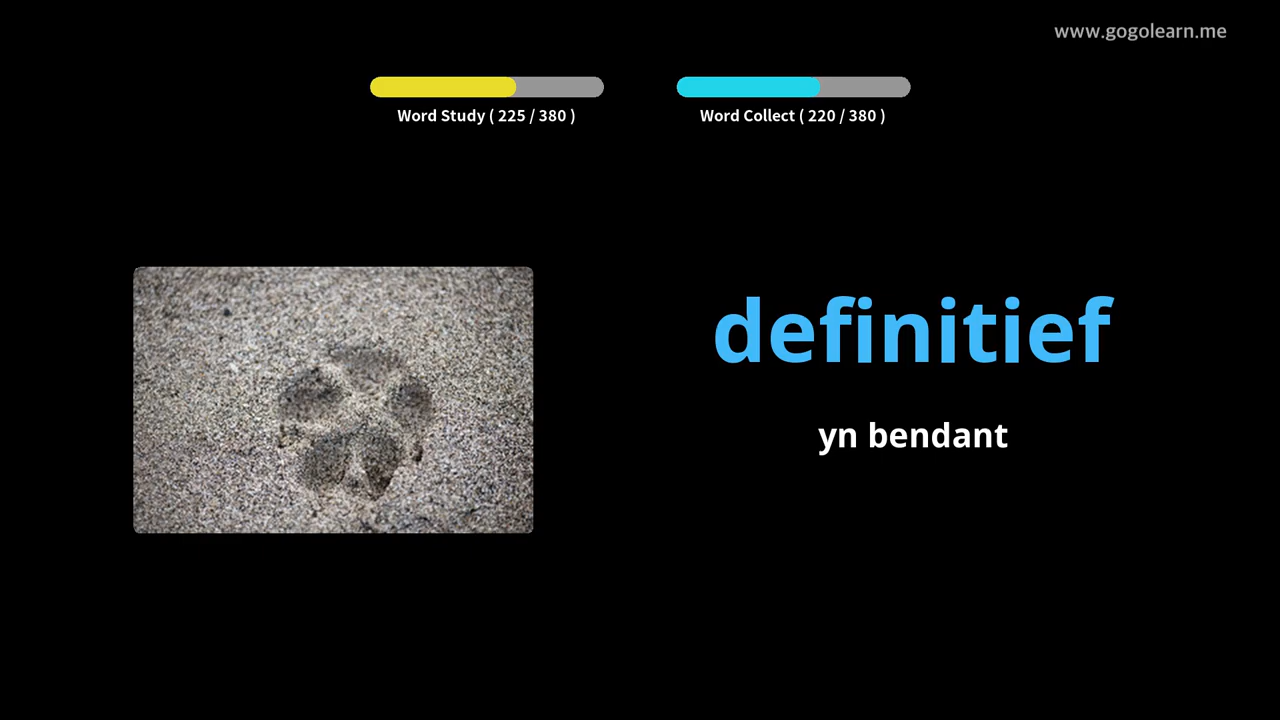 www.gogolearn.me
Word Study ( 225 / 380 )
Word Collect ( 220 / 380 )
definitief
yn bendant